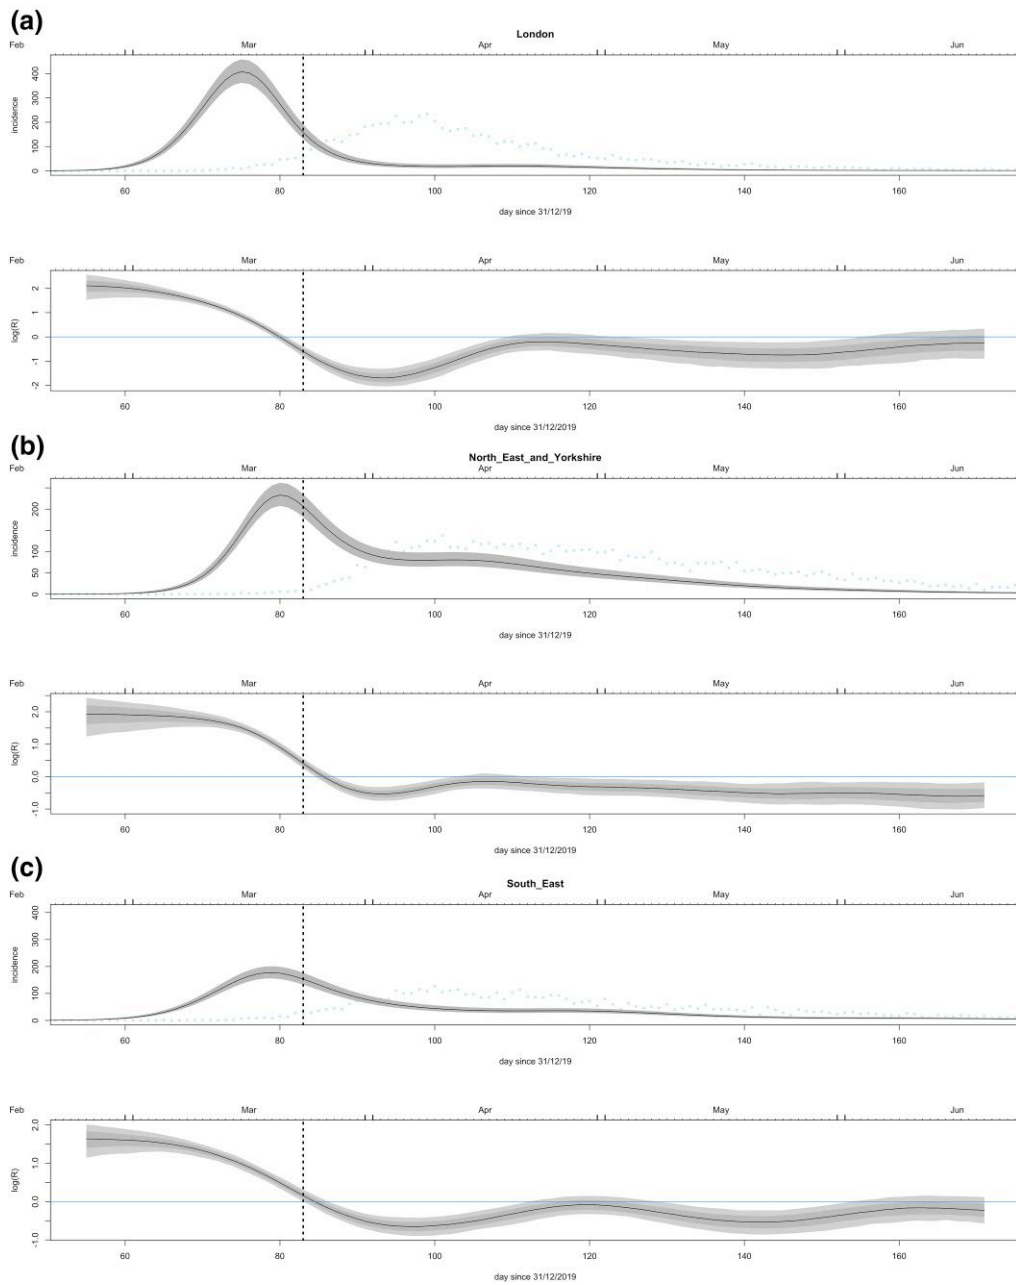 (a)
London
Feb Mar Apr May Jun
incidence
400
300
200
100
0
60 80 100 120 140 160
day since 31/12/19
Feb Mar Apr May Jun
log(R)
2
1
0
-1
-2
60 80 100 120 140 160
day since 31/12/2019
(b)
North_East_and_Yorkshire
Feb Mar Apr May Jun
incidence
200
100
50
0
60 80 100 120 140 160
day since 31/12/19
Feb Mar Apr May Jun
log(R)
2.0
1.0
0.0
-1.0
60 80 100 120 140 160
day since 31/12/2019
(c)
South_East
Feb Mar Apr May Jun
incidence
400
300
200
100
0
60 80 100 120 140 160
day since 31/12/19
Feb Mar Apr May Jun
log(R)
2.0
1.0
0.0
-1.0
60 80 100 120 140 160
day since 31/12/2019